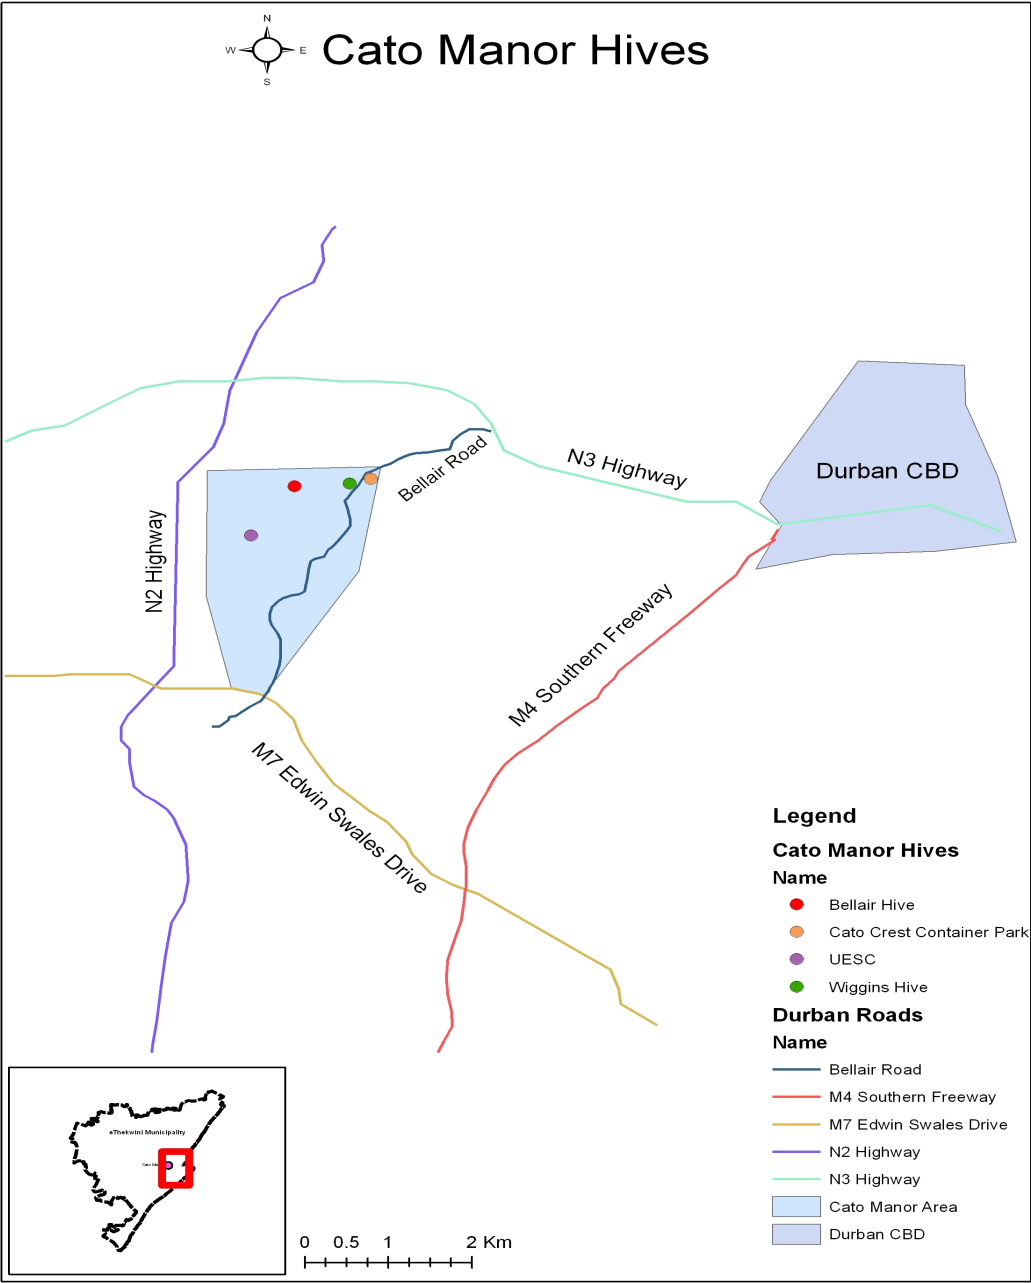 N
W E
S
Cato Manor Hives
Durban CBD
N3 Highway
Bellair Road
N2 Highway
M4 Southern Freeway
M7 Edwin Swales Drive
Legend
Cato Manor Hives
Name
Bellair Hive
Cato Crest Container Park
UESC
Wiggins Hive
Durban Roads
Name
Bellair Road
M4 Southern Freeway
M7 Edwin Swales Drive
N2 Highway
N3 Highway
Cato Manor Area
Durban CBD
eThekwini Municipality
Cato
0 0.5 1 2 Km